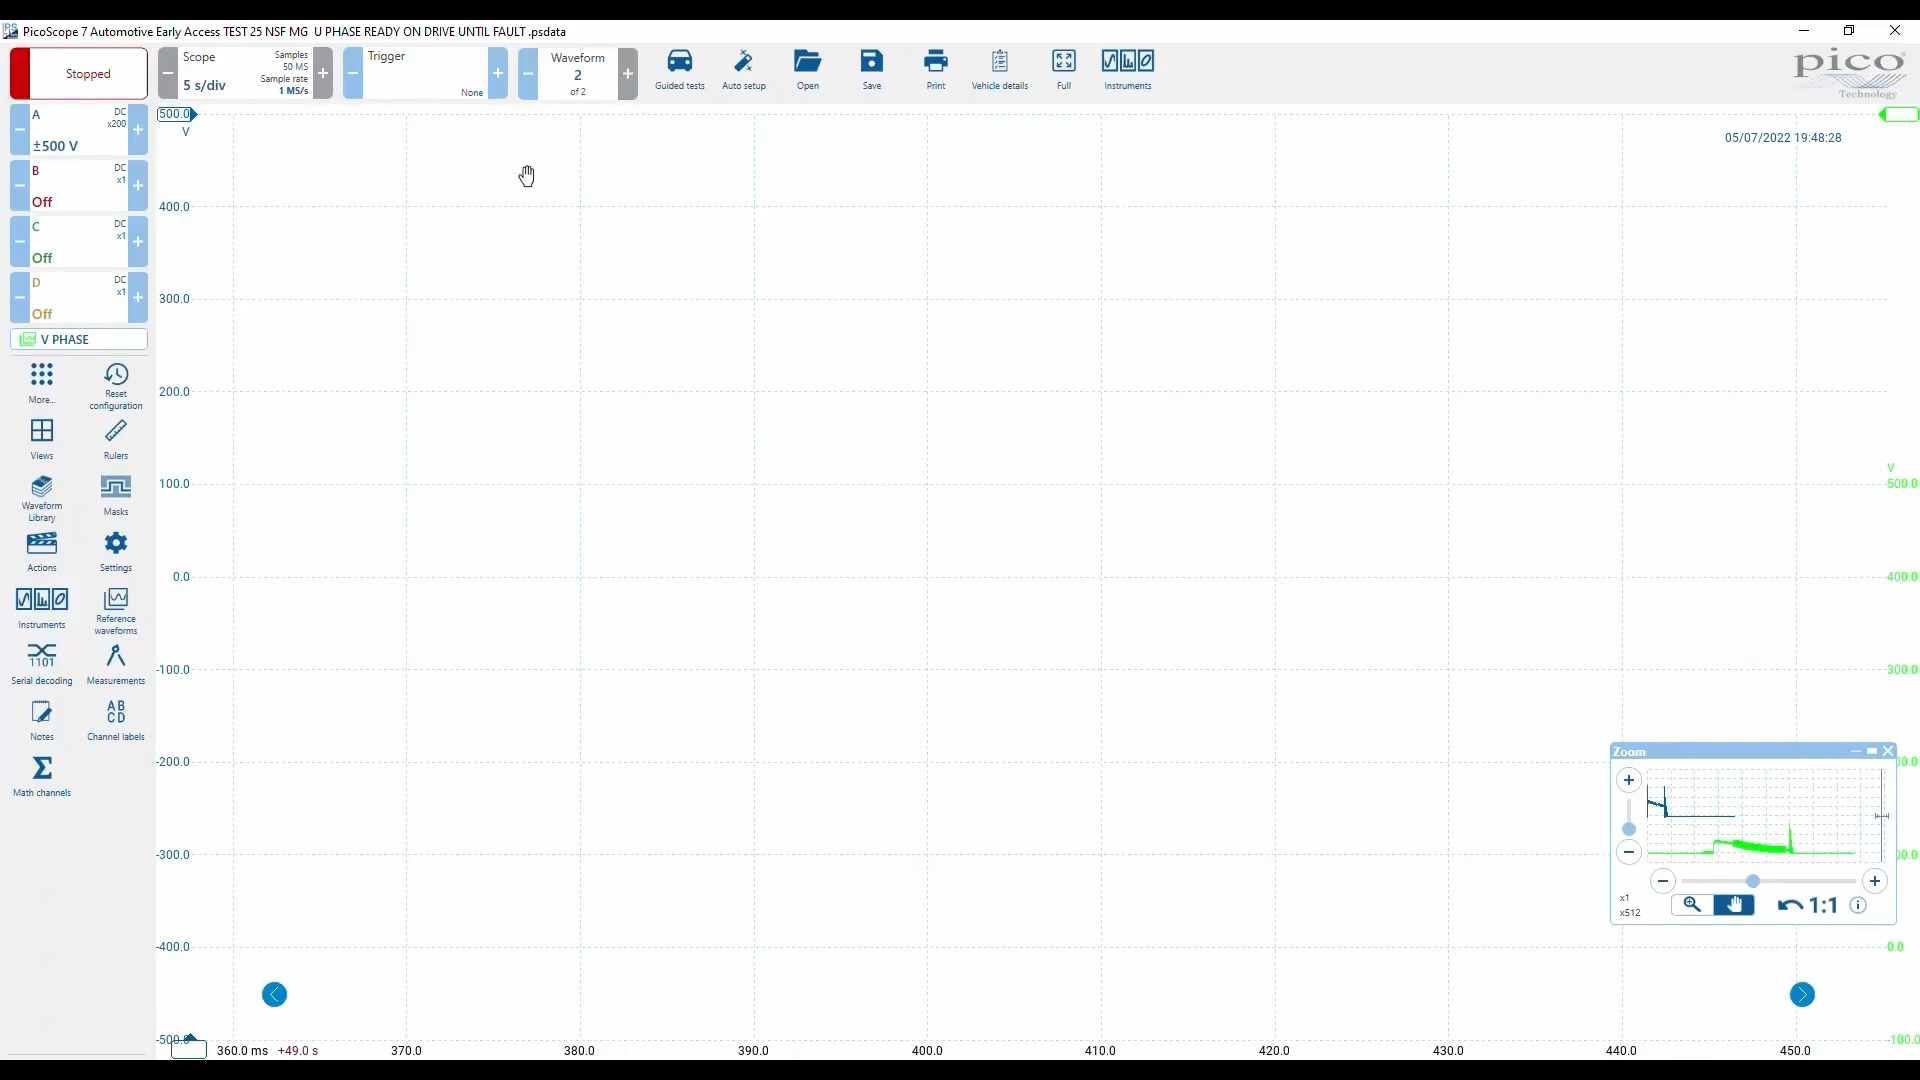 PicoScope 7 Automotive Early Access TEST 25 NSF MG U PHASE READY ON DRIVE UNTIL FAULT .psdata
Stopped
Scope
5 s/div
Samples
50 MS
Sample rate
1 MS/s
Trigger
None
Waveform
2
of 2
Guided tests
Auto setup
Open
Save
Print
Vehicle details
Full
Instruments
pico
Technology
A
DC
x200
±500 V
B
DC
x1
Off
C
DC
x1
Off
D
DC
x1
Off
V PHASE
More...
Reset
configuration
Views
Rulers
Waveform
Library
Masks
Actions
Settings
Instruments
Reference
waveforms
1101
Serial decoding
Measurements
Notes
AB
CD
Channel labels
Math channels
500.0
V
400.0
300.0
200.0
100.0
0.0
-100.0
-200.0
-300.0
-400.0
-500.0
05/07/2022 19:48:28
V
500.0
400.0
300.0
0.0
-100.0
Zoom
x1
x512
1:1
360.0 ms
+49.0 s
370.0
380.0
390.0
400.0
410.0
420.0
430.0
440.0
450.0